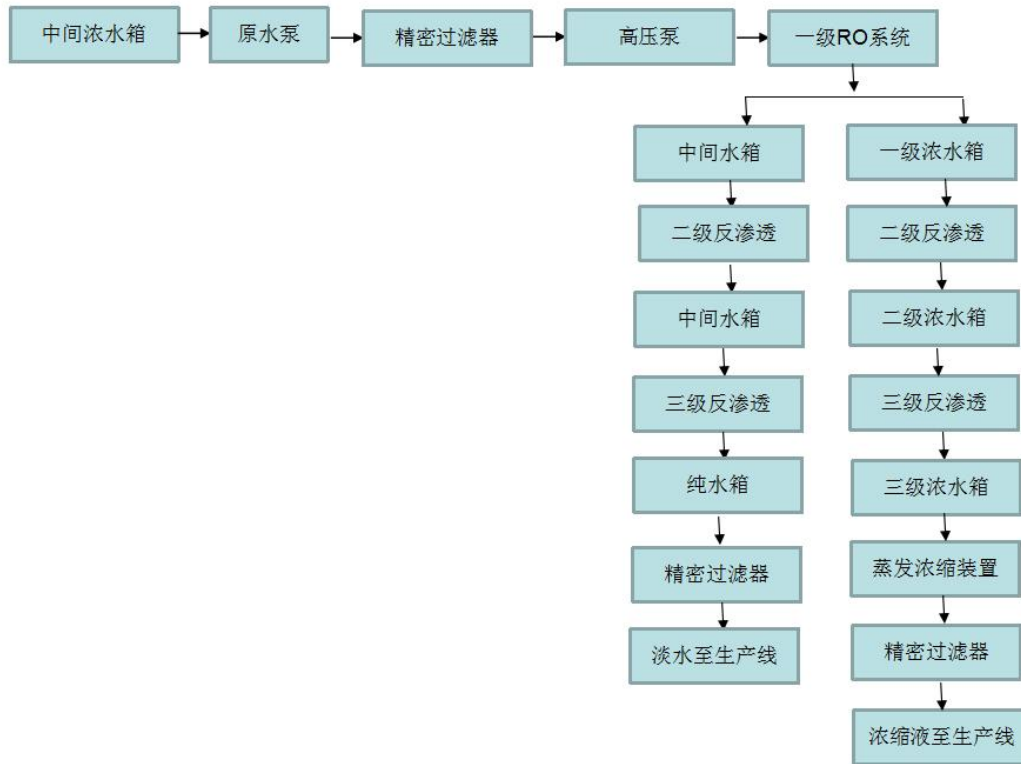 中间浓水箱
原水泵
精密过滤器
高压泵
一级RO系统
中间水箱
一级浓水箱
二级反渗透
二级反渗透
中间水箱
二级浓水箱
三级反渗透
三级反渗透
纯水箱
三级浓水箱
精密过滤器
蒸发浓缩装置
淡水至生产线
精密过滤器
浓缩液至生产线